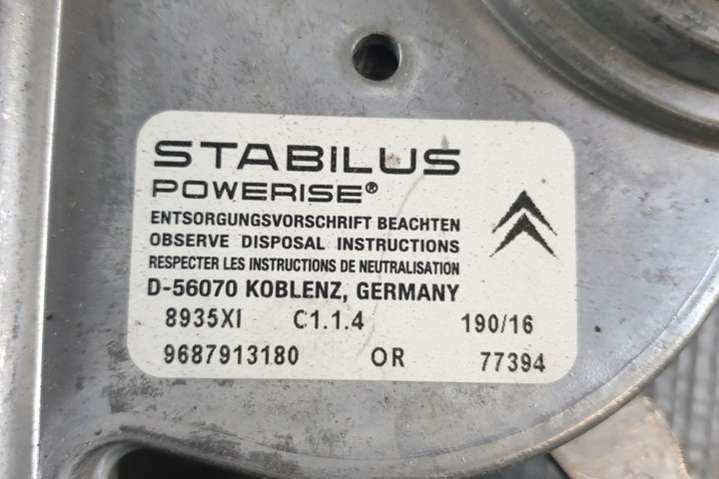 STABILUS
POWERISE®
ENTSORGUNGSVORSCHRIFT BEACHTEN
OBSERVE DISPOSAL INSTRUCTIONS
RESPECTER LES INSTRUCTIONS DE NEUTRALISATION
D-56070 KOBLENZ, GERMANY
8935XI C1.1.4 190/16
9687913180 OR 77394